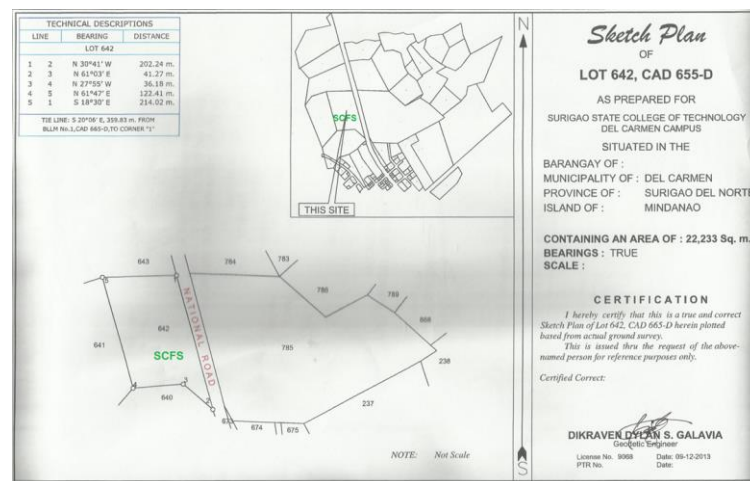 TECHNICAL DESCRIPTIONS
LINE BEARING DISTANCE
LOT 642
1 2 N 30°41' W 202.24 m.
2 3 N 61°03' E 41.27 m.
3 4 N 27°55' W 36.18 m.
4 5 N 61°47' E 122.41 m.
5 1 S 18°30' E 214.02 m.
TIE LINE: S 20°06' E, 359.83 m. FROM
BLLM No.1,CAD 665-D,TO CORNER "1"
SCFS
THIS SITE
N
S
643
784
783
5
1
788
789
888
642
NATIONAL ROAD
785
641
SCFS
238
4
640
3
2
237
673
674
675
NOTE: Not Scale
Sketch Plan
OF
LOT 642, CAD 655-D
AS PREPARED FOR
SURIGAO STATE COLLEGE OF TECHNOLOGY
DEL CARMEN CAMPUS
SITUATED IN THE
BARANGAY OF :
MUNICIPALITY OF : DEL CARMEN
PROVINCE OF : SURIGAO DEL NORTE
ISLAND OF : MINDANAO
CONTAINING AN AREA OF : 22,233 Sq. m.
BEARINGS : TRUE
SCALE :
CERTIFICATION
I hereby certify that this is a true and correct
Sketch Plan of Lot 642, CAD 665-D herein plotted
based from actual ground survey.
This is issued thru the request of the above-
named person for reference purposes only.
Certified Correct:
DIKRAVEN DYLAN S. GALAVIA
Geodetic Engineer
License No. 9068 Date: 09-12-2013
PTR No. Date: